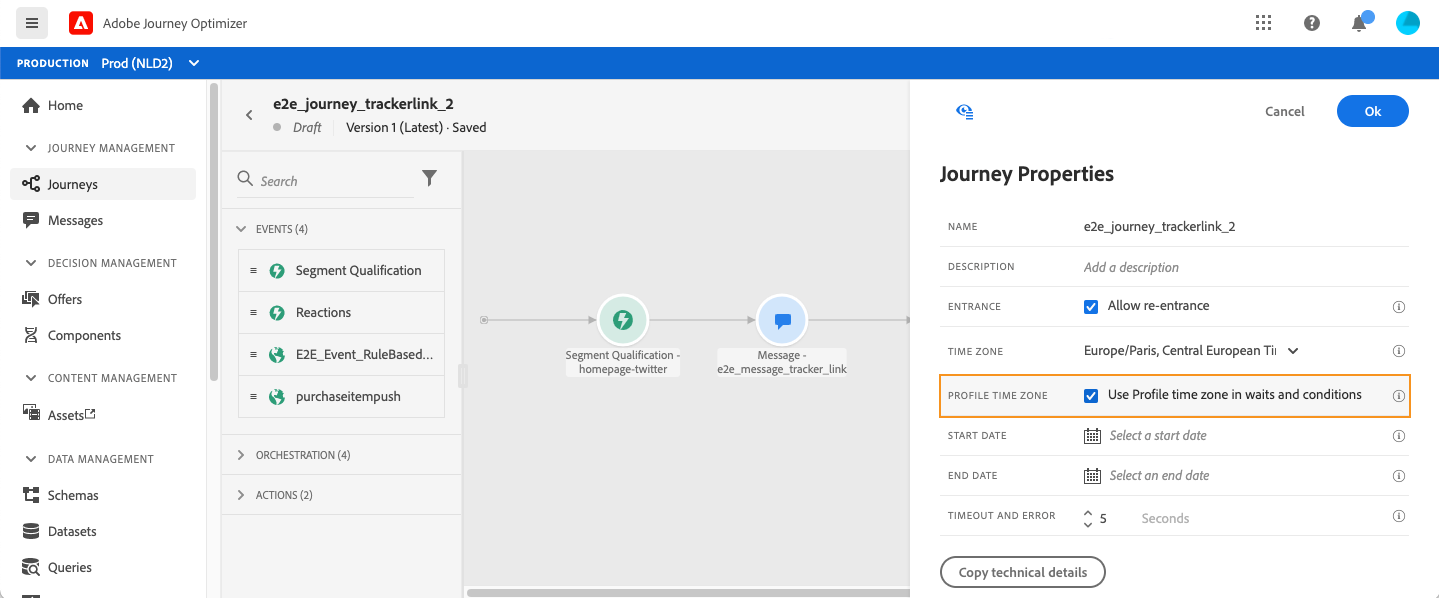 Adobe Journey Optimizer
PRODUCTION Prod (NLD2)
Home
JOURNEY MANAGEMENT
Journeys
Messages
DECISION MANAGEMENT
Offers
Components
CONTENT MANAGEMENT
Assets
DATA MANAGEMENT
Schemas
Datasets
Queries
e2e_journey_trackerlink_2
Draft Version 1 (Latest) · Saved
Search
EVENTS (4)
Segment Qualification
Reactions
E2E_Event_RuleBased...
purchaseitempush
ORCHESTRATION (4)
ACTIONS (2)
Segment Qualification -
homepage-twitter
Message -
e2e_message_tracker_link
Cancel Ok
Journey Properties
NAME e2e_journey_trackerlink_2
DESCRIPTION Add a description
ENTRANCE Allow re-entrance
TIME ZONE Europe/Paris, Central European Ti
PROFILE TIME ZONE Use Profile time zone in waits and conditions
START DATE Select a start date
END DATE Select an end date
TIMEOUT AND ERROR 5 Seconds
Copy technical details